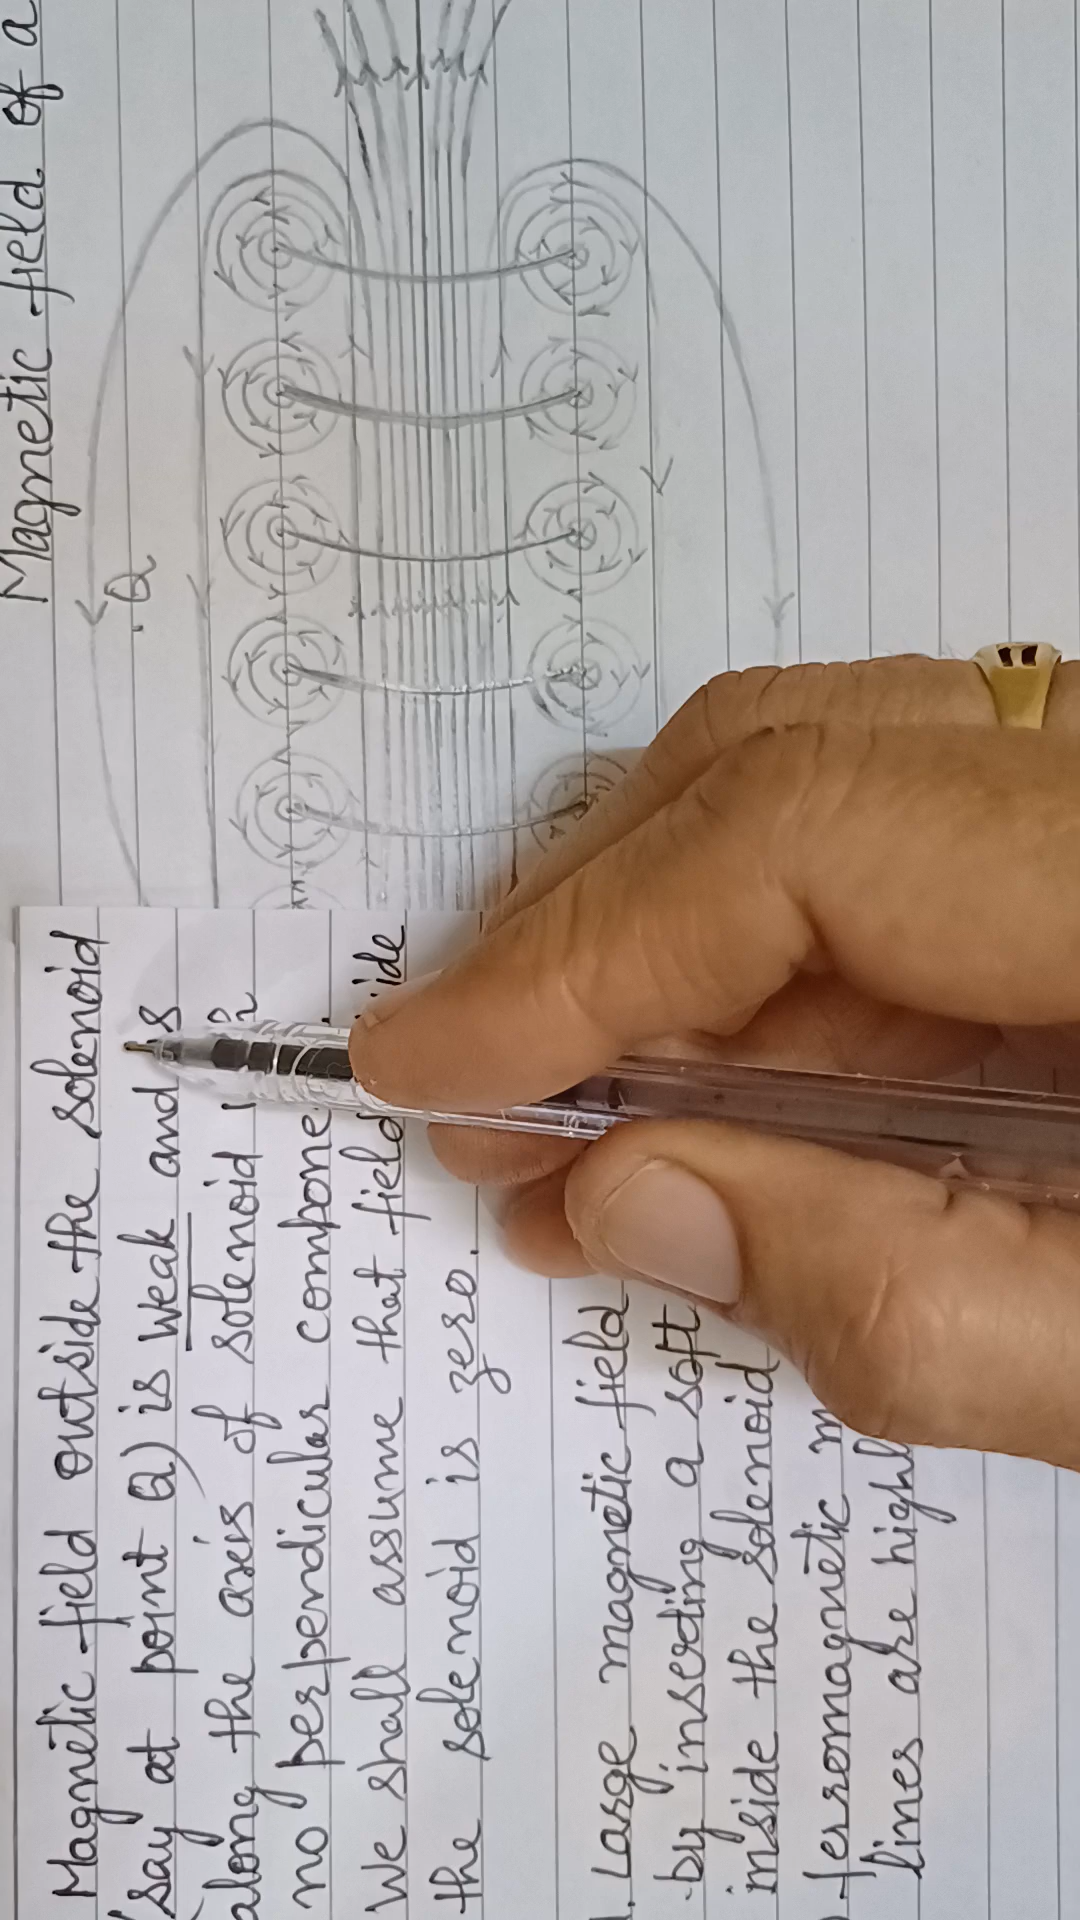 Magnetic field of a
Q
Magnetic field outside the solenoid
(say at point Q) is weak and
along the axis of solenoid
no perpendicular
We shall assume that field
the solenoid is zero.
Large magnetic field
by inserting a soft
inside the solenoid
ferromagnetic
lines are